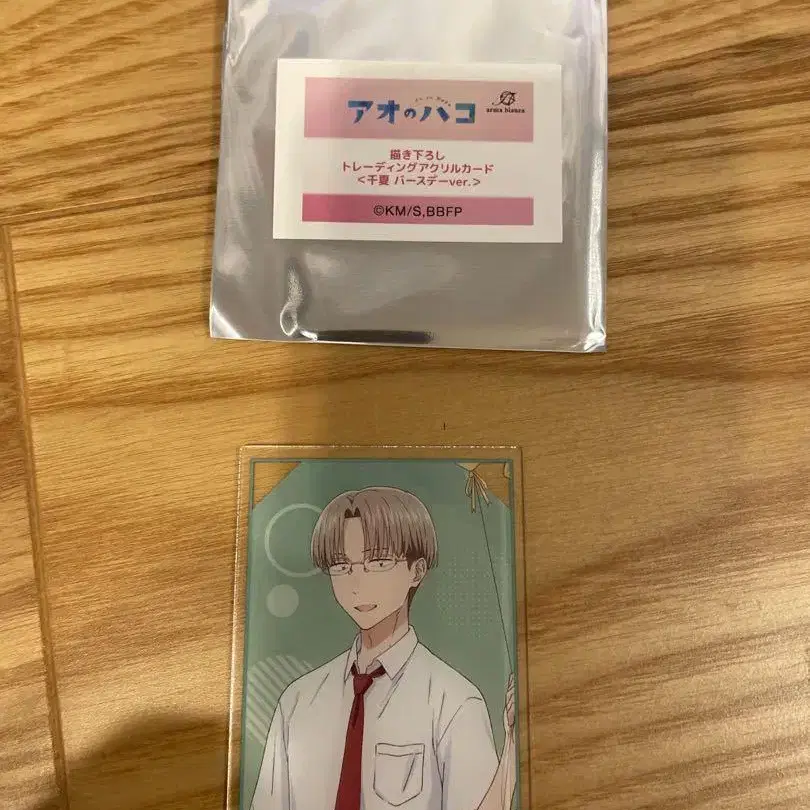 アオのハコ
arma bianca
描き下ろし
トレーディングアクリルカード
<千夏 バースデーver.>
©KM/S,BBFP